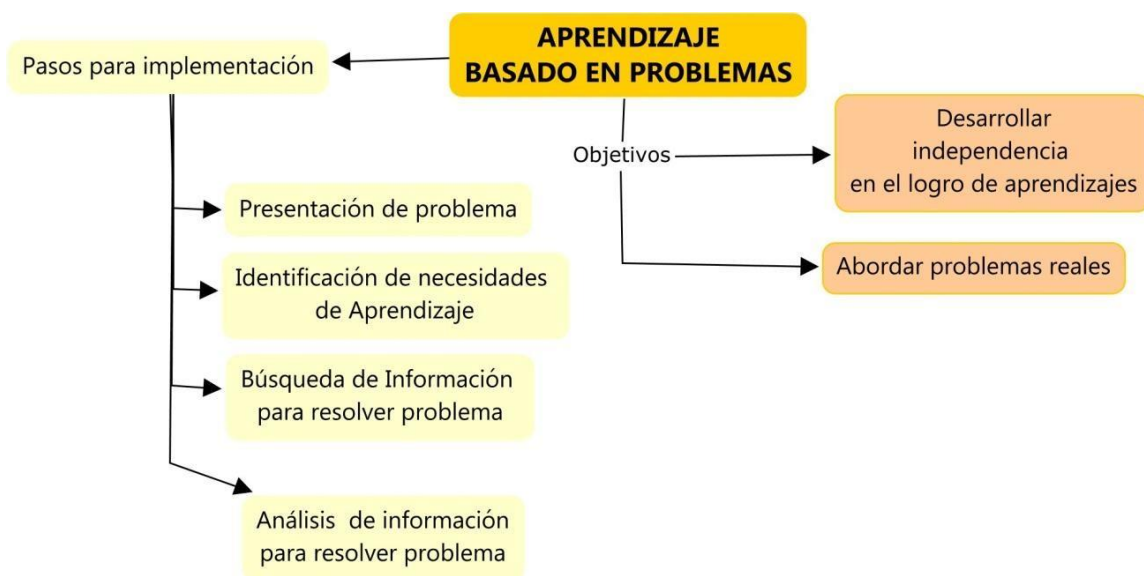 APRENDIZAJE
BASADO EN PROBLEMAS
Pasos para implementación
Presentación de problema
Identificación de necesidades
de Aprendizaje
Búsqueda de Información
para resolver problema
Análisis de información
para resolver problema
Objetivos
Desarrollar
independencia
en el logro de aprendizajes
Abordar problemas reales